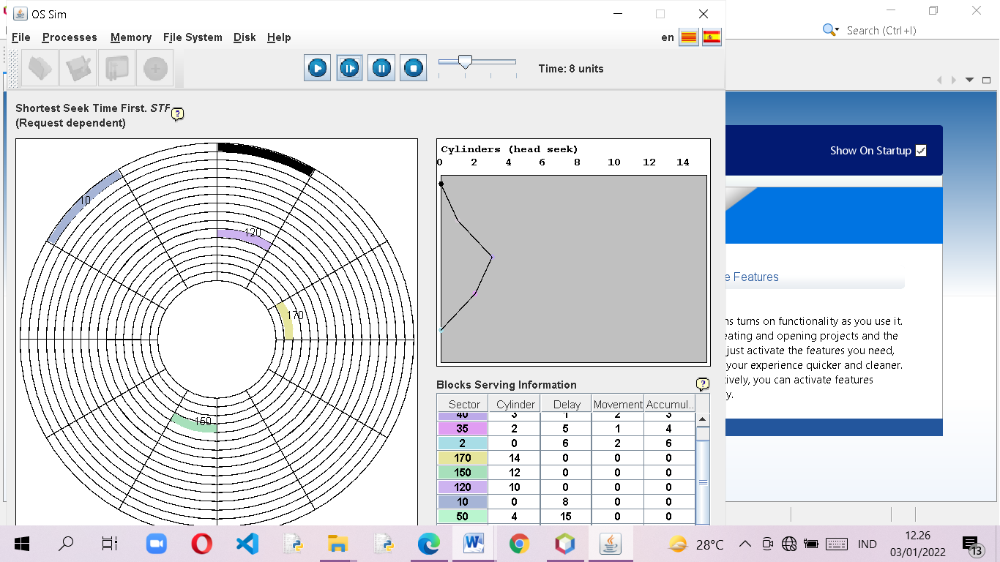 OS Sim
File Processes Memory File System Disk Help
en
Search (Ctrl+I)
Time: 8 units
Shortest Seek Time First. STF
(Request dependent)
?
10
120
170
150
Cylinders (head seek)
0 2 4 6 8 10 12 14
Show On Startup
e Features
ns turns on functionality as you use it.
eating and opening projects and the
just activate the features you need,
your experience quicker and cleaner.
tively, you can activate features
y.
Blocks Serving Information
?
Sector Cylinder Delay Movement Accumul..
40 3 1 2 3
35 2 5 1 4
2 0 6 2 6
170 14 0 0 0
150 12 0 0 0
120 10 0 0 0
10 0 8 0 0
50 4 15 0 0
28°C
IND
12.26
03/01/2022
13